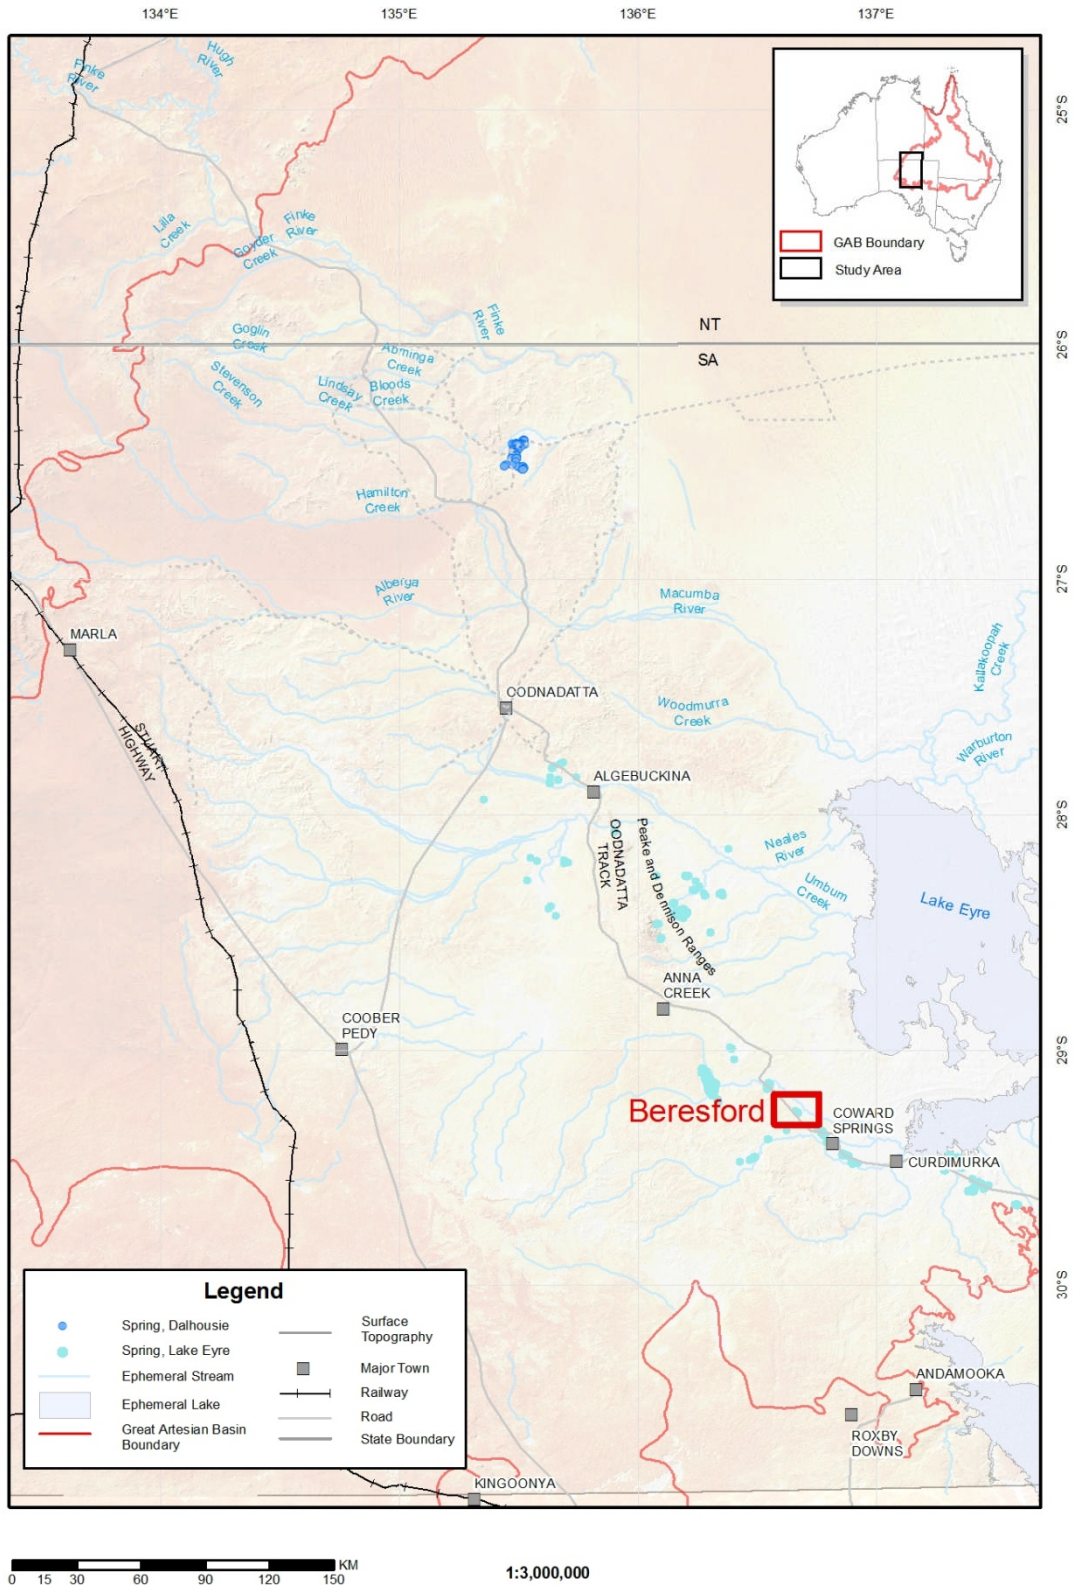 134°E
135°E
136°E
137°E
Hugh
River
Finke
River
25°S
GAB Boundary
Study Area
Lilla
Creek
Finke
River
Goyder
Creek
Finke
River
NT
26°S
SA
Goglin
Creek
Abminga
Creek
Stevenson
Creek
Lindsay
Creek
Bloods
Creek
Hamilton
Creek
27°S
Alberga
River
Macumba
River
MARLA
Kallakoopah
Creek
OODNADATTA
Woodmurra
Creek
Warburton
River
STUART
HIGHWAY
ALGEBUCKINA
28°S
OODNADATTA
TRACK
Peake and Dennison Ranges
Neales
River
Umbum
Creek
Lake Eyre
ANNA
CREEK
COOBER
PEDY
29°S
Beresford
COWARD
SPRINGS
CURDIMURKA
30°S
Legend
Spring, Dalhousie
Spring, Lake Eyre
Ephemeral Stream
Ephemeral Lake
Great Artesian Basin
Boundary
Surface
Topography
Major Town
Railway
Road
State Boundary
ANDAMOOKA
ROXBY
DOWNS
KINGOONYA
KM
0 15 30 60 90 120 150
1:3,000,000